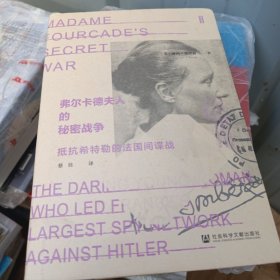 MADAME
FOURCADE'S
SECRET
WAR
弗尔卡德夫人
的
秘密战争
抵抗希特勒的法国间谍战
译
THE
WHO LED
LARGEST SPY NETWORK
AGAINST HITLER
社会科学文献出版社